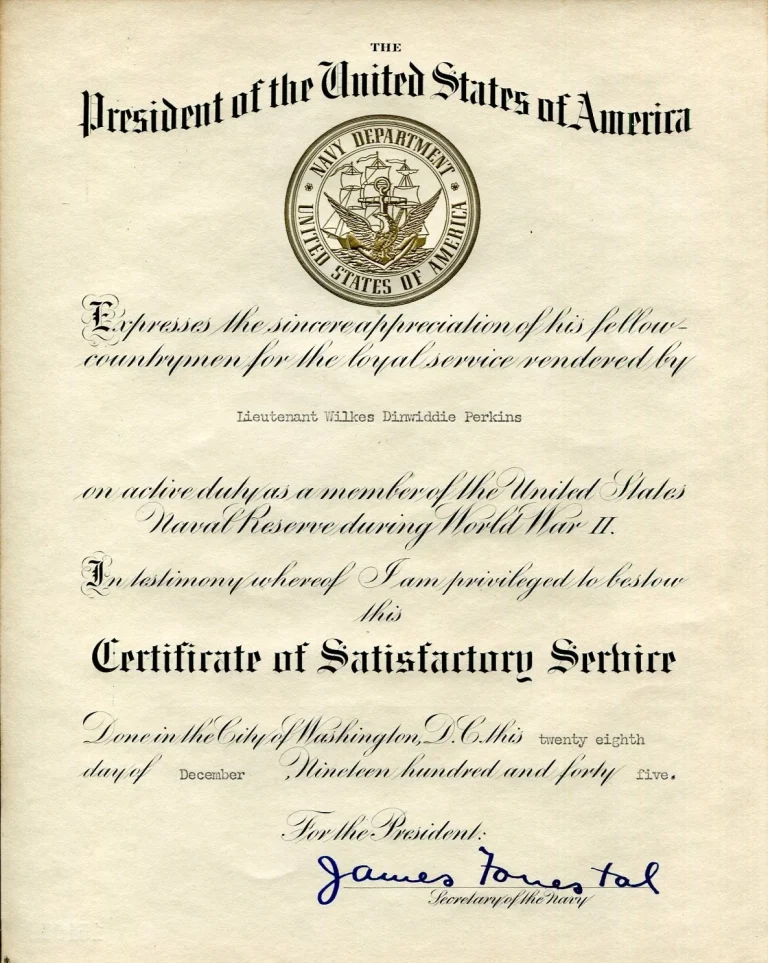 THE
President of the United States of America
NAVY DEPARTMENT
UNITED STATES OF AMERICA
Expresses the sincere appreciation of his fellow-
countrymen for the loyal service rendered by
Lieutenant Wilkes Dinwiddie Perkins
on active duty as a member of the United States
Naval Reserve during World War II.
In testimony whereof I am privileged to bestow
this
Certificate of Satisfactory Service
Done in the City of Washington, D.C. this twenty eighth
day of December Nineteen hundred and forty five.
For the President:
James Forrestal
Secretary of the Navy